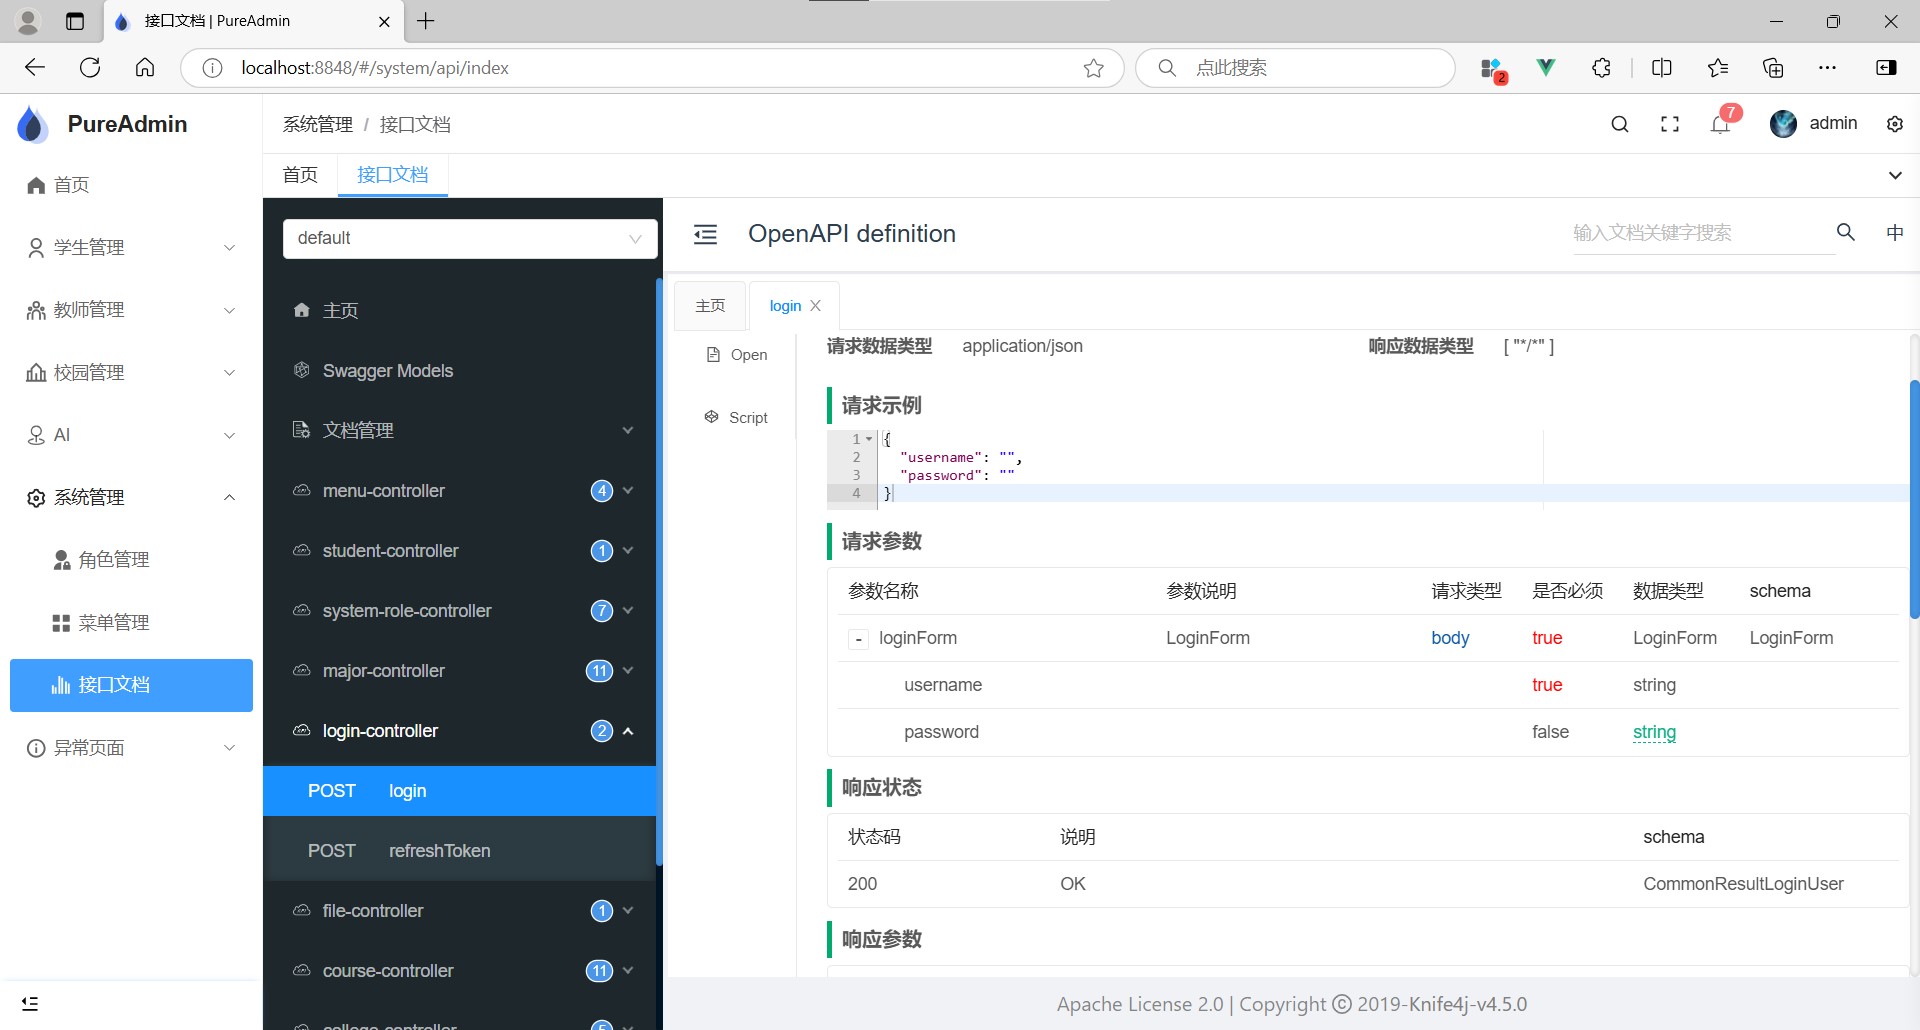 接口文档 | PureAdmin
localhost:8848/#/system/api/index
点此搜索
2
PureAdmin
系统管理 / 接口文档
7
admin
首页
接口文档
首页
学生管理
教师管理
校园管理
AI
系统管理
角色管理
菜单管理
接口文档
异常页面
default
主页
Swagger Models
文档管理
menu-controller 4
student-controller 1
system-role-controller 7
major-controller 11
login-controller 2
POST login
POST refreshToken
file-controller 1
course-controller 11
college-controller 5
OpenAPI definition
输入文档关键字搜索
中
主页
login
Open
Script
请求数据类型 application/json
响应数据类型 [ "*/*" ]
请求示例
1 {
2 "username": "",
3 "password": ""
4 }
请求参数
参数名称 参数说明 请求类型 是否必须 数据类型 schema
- loginForm LoginForm body true LoginForm LoginForm
username true string
password false string
响应状态
状态码 说明 schema
200 OK CommonResultLoginUser
响应参数
Apache License 2.0 | Copyright © 2019-Knife4j-v4.5.0